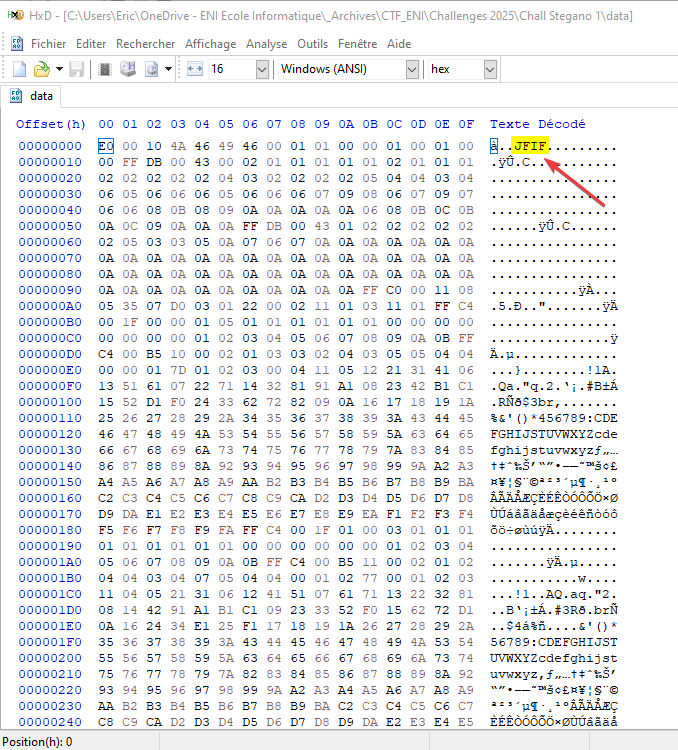 HxD - [C:\Users\Eric\OneDrive - ENI Ecole Informatique\_Archives\CTF_ENI\Challenges 2025\Chall Stegano 1\data]
Fichier Editer Rechercher Affichage Analyse Outils Fenêtre Aide
16 Windows (ANSI) hex
data
Offset(h) 00 01 02 03 04 05 06 07 08 09 0A 0B 0C 0D 0E 0F Texte Décodé
00000000 E0 00 10 4A 46 49 46 00 01 01 00 00 01 00 01 00 à..JFIF.........
00000010 00 FF DB 00 43 00 02 01 01 01 01 01 02 01 01 01 .ÿÛ.C...........
00000020 02 02 02 02 02 04 03 02 02 02 02 05 04 04 03 04 ................
00000030 06 05 06 06 06 05 06 06 06 07 09 08 06 07 09 07 ................
00000040 06 06 08 0B 08 09 0A 0A 0A 0A 0A 06 08 0B 0C 0B ................
00000050 0A 0C 09 0A 0A 0A FF DB 00 43 01 02 02 02 02 02 ......ÿÛ.C......
00000060 02 05 03 03 05 0A 07 06 07 0A 0A 0A 0A 0A 0A 0A ................
00000070 0A 0A 0A 0A 0A 0A 0A 0A 0A 0A 0A 0A 0A 0A 0A 0A ................
00000080 0A 0A 0A 0A 0A 0A 0A 0A 0A 0A 0A 0A 0A 0A 0A 0A ................
00000090 0A 0A 0A 0A 0A 0A 0A 0A 0A 0A 0A FF C0 00 11 08 ...........ÿÀ...
000000A0 05 35 07 D0 03 01 22 00 02 11 01 03 11 01 FF C4 .5.Ð..".......ÿÄ
000000B0 00 1F 00 00 01 05 01 01 01 01 01 01 00 00 00 00 ................
000000C0 00 00 00 00 01 02 03 04 05 06 07 08 09 0A 0B FF ...............ÿ
000000D0 C4 00 B5 10 00 02 01 03 03 02 04 03 05 05 04 04 Ä.µ.............
000000E0 00 00 01 7D 01 02 03 00 04 11 05 12 21 31 41 06 ...}........!1A.
000000F0 13 51 61 07 22 71 14 32 81 91 A1 08 23 42 B1 C1 .Qa."q.2.‘¡.#B±Á
00000100 15 52 D1 F0 24 33 62 72 82 09 0A 16 17 18 19 1A .RÑð$3br‚.......
00000110 25 26 27 28 29 2A 34 35 36 37 38 39 3A 43 44 45 %&'()*456789:CDE
00000120 46 47 48 49 4A 53 54 55 56 57 58 59 5A 63 64 65 FGHIJSTUVWXYZcde
00000130 66 67 68 69 6A 73 74 75 76 77 78 79 7A 83 84 85 fghijstuvwxyzƒ„…
00000140 86 87 88 89 8A 92 93 94 95 96 97 98 99 9A A2 A3 †‡ˆ‰Š’“”•–—˜™š¢£
00000150 A4 A5 A6 A7 A8 A9 AA B2 B3 B4 B5 B6 B7 B8 B9 BA ¤¥¦§¨©ª²³´µ¶·¸¹º
00000160 C2 C3 C4 C5 C6 C7 C8 C9 CA D2 D3 D4 D5 D6 D7 D8 ÂÃÄÅÆÇÈÉÊÒÓÔÕÖ×Ø
00000170 D9 DA E1 E2 E3 E4 E5 E6 E7 E8 E9 EA F1 F2 F3 F4 ÙÚáâãäåæçèéêñòóô
00000180 F5 F6 F7 F8 F9 FA FF C4 00 1F 01 00 03 01 01 01 õö÷øùúÿÄ........
00000190 01 01 01 01 01 01 00 00 00 00 00 00 01 02 03 04 ................
000001A0 05 06 07 08 09 0A 0B FF C4 00 B5 11 00 02 01 02 .......ÿÄ.µ.....
000001B0 04 04 03 04 07 05 04 04 00 01 02 77 00 01 02 03 ...........w....
000001C0 11 04 05 21 31 06 12 41 51 07 61 71 13 22 32 81 ...!1..AQ.aq."2.
000001D0 08 14 42 91 A1 B1 C1 09 23 33 52 F0 15 62 72 D1 ..B‘¡±Á.#3Rð.brÑ
000001E0 0A 16 24 34 E1 25 F1 17 18 19 1A 26 27 28 29 2A ..$4á%ñ....&'()*
000001F0 35 36 37 38 39 3A 43 44 45 46 47 48 49 4A 53 54 56789:CDEFGHIJST
00000200 55 56 57 58 59 5A 63 64 65 66 67 68 69 6A 73 74 UVWXYZcdefghijst
00000210 75 76 77 78 79 7A 82 83 84 85 86 87 88 89 8A 92 uvwxyz‚ƒ„…†‡ˆ‰Š’
00000220 93 94 95 96 97 98 99 9A A2 A3 A4 A5 A6 A7 A8 A9 “”•–—˜™š¢£¤¥¦§¨©
00000230 AA B2 B3 B4 B5 B6 B7 B8 B9 BA C2 C3 C4 C5 C6 C7 ª²³´µ¶·¸¹ºÂÃÄÅÆÇ
00000240 C8 C9 CA D2 D3 D4 D5 D6 D7 D8 D9 DA E2 E3 E4 E5 ÈÉÊÒÓÔÕÖ×ØÙÚâãäå
Position(h): 0